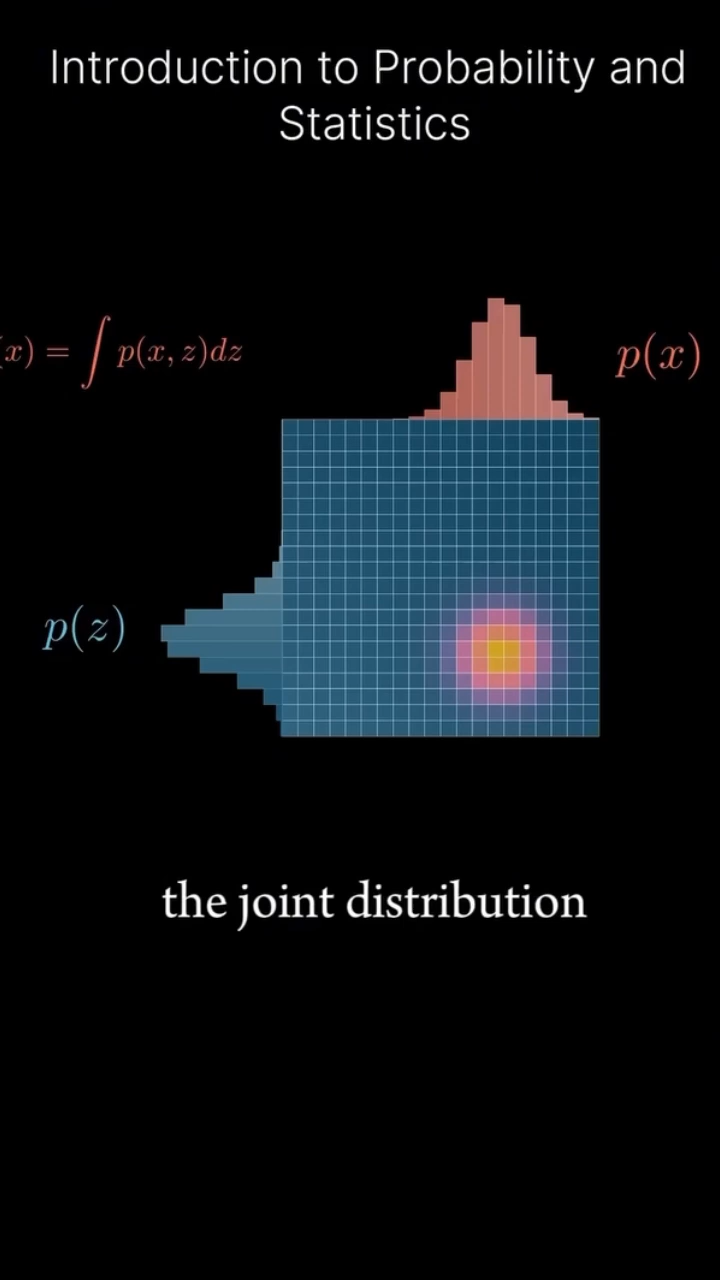 Introduction to Probability and
Statistics
(x) = ∫ p(x, z)dz
p(x)
p(z)
the joint distribution